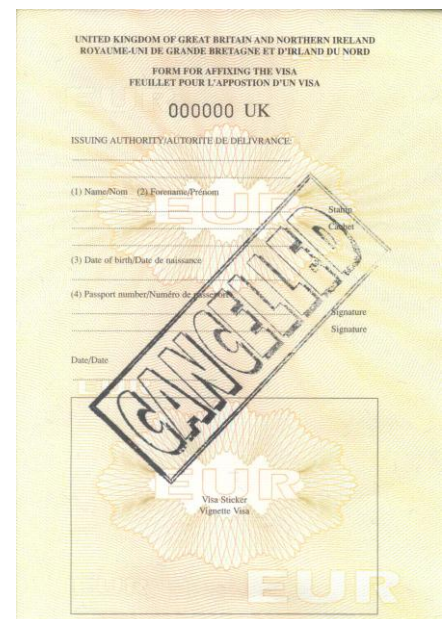 UNITED KINGDOM OF GREAT BRITAIN AND NORTHERN IRELAND
ROYAUME-UNI DE GRANDE BRETAGNE ET D'IRLAND DU NORD
FORM FOR AFFIXING THE VISA
FEUILLET POUR L'APPOSTION D'UN VISA
000000 UK
ISSUING AUTHORITY/AUTORITE DE DELIVRANCE:
(1) Name/Nom (2) Forename/Prénom
EUR
Stamp
Cachet
(3) Date of birth/Date de naissance
(4) Passport number/Numéro de passeport
Signature
Signature
CANCELLED
Date/Date
EUR
Visa Sticker
Vignette Visa
EUR